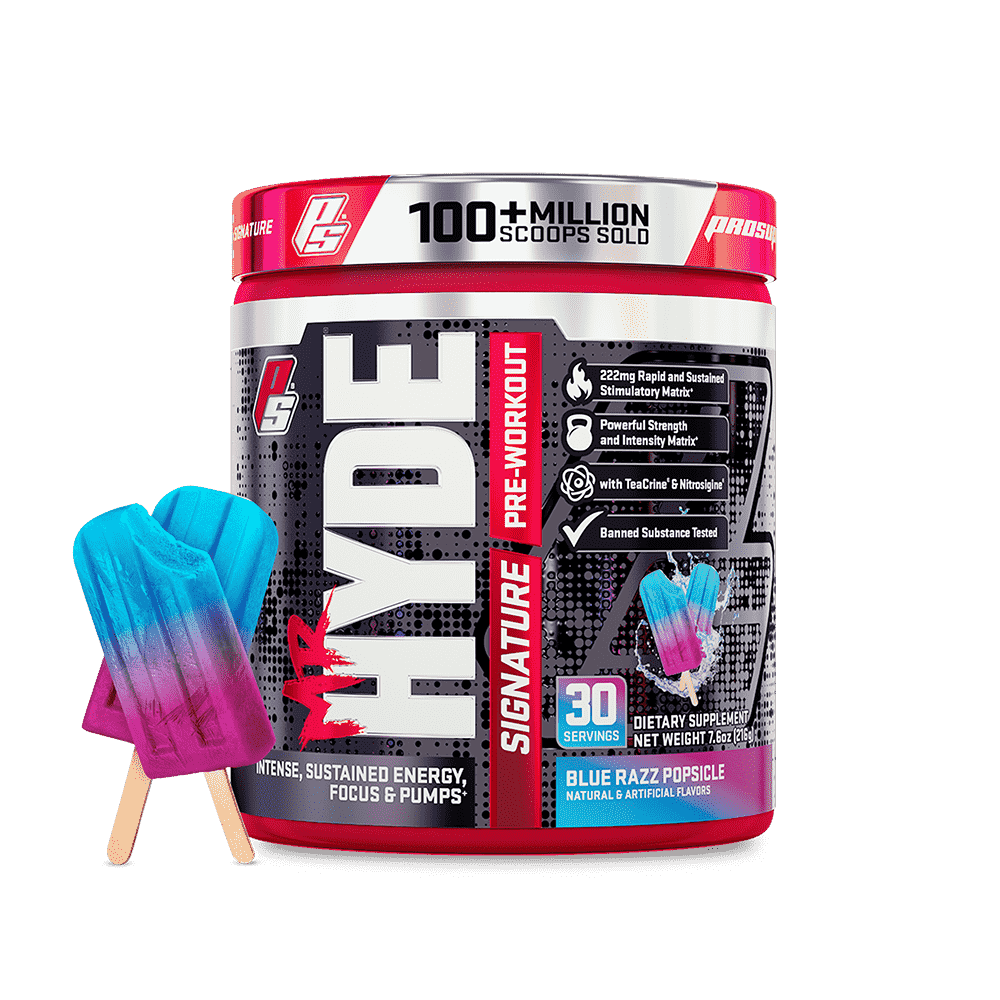 SIGNATURE
PS
100+ MILLION
SCOOPS SOLD
PS
MR
HYDE
SIGNATURE PRE-WORKOUT
222mg Rapid and Sustained
Stimulatory Matrix+
Powerful Strength
and Intensity Matrix+
with TeaCrine® & Nitrosigine®
Banned Substance Tested
30
SERVINGS
DIETARY SUPPLEMENT
NET WEIGHT 7.6oz (216g)
INTENSE, SUSTAINED ENERGY,
FOCUS & PUMPS+
BLUE RAZZ POPSICLE
NATURAL & ARTIFICIAL FLAVORS